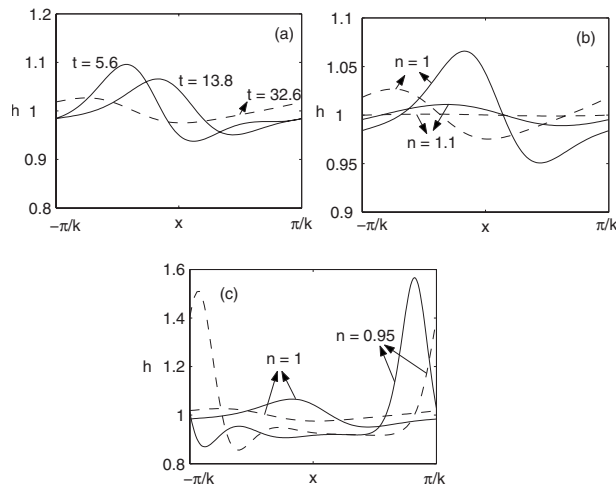 1.2
(a)
t = 5.6
t = 13.8
1.1
t = 32.6
h
1
0.9
0.8
−π/k
x
π/k
1.1
(b)
n = 1
1.05
h
1
n = 1.1
0.95
0.9
−π/k
x
π/k
1.6
(c)
1.4
n = 0.95
n = 1
h
1.2
1
0.8
−π/k
x
π/k